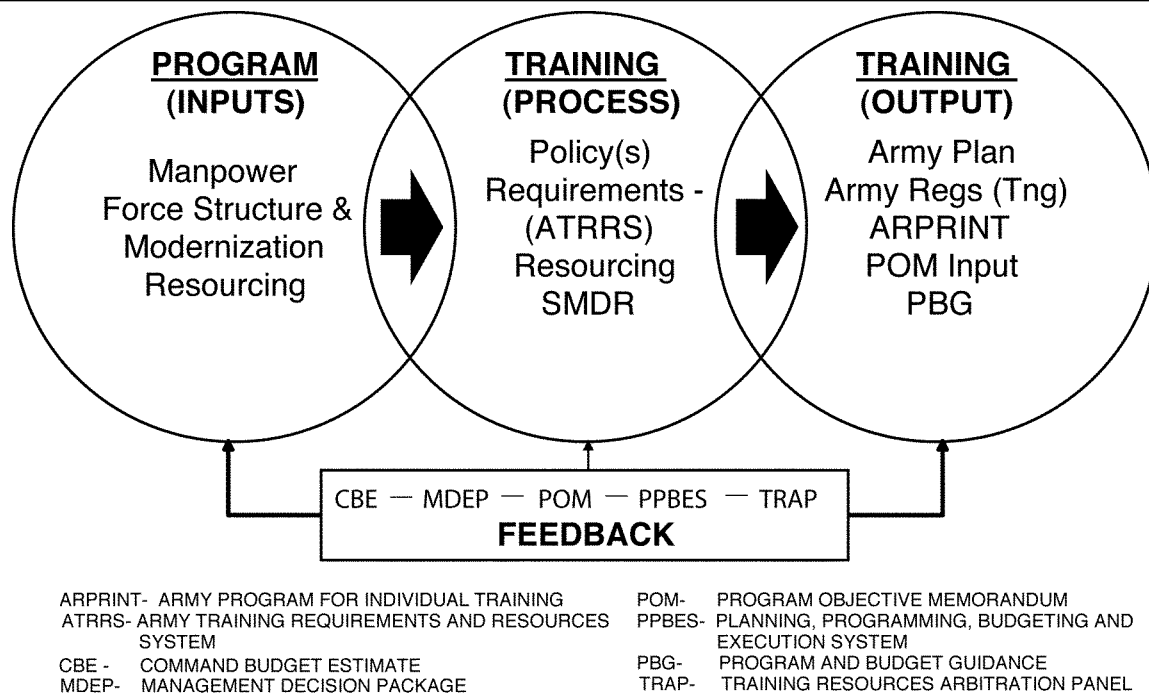 PROGRAM
(INPUTS)
Manpower
Force Structure &
Modernization
Resourcing
TRAINING
(PROCESS)
Policy(s)
Requirements -
(ATRRS)
Resourcing
SMDR
TRAINING
(OUTPUT)
Army Plan
Army Regs (Tng)
ARPRINT
POM Input
PBG
CBE — MDEP — POM — PPBES — TRAP
FEEDBACK
ARPRINT- ARMY PROGRAM FOR INDIVIDUAL TRAINING
ATRRS- ARMY TRAINING REQUIREMENTS AND RESOURCES
SYSTEM
CBE - COMMAND BUDGET ESTIMATE
MDEP- MANAGEMENT DECISION PACKAGE
POM- PROGRAM OBJECTIVE MEMORANDUM
PPBES- PLANNING, PROGRAMMING, BUDGETING AND
EXECUTION SYSTEM
PBG- PROGRAM AND BUDGET GUIDANCE
TRAP- TRAINING RESOURCES ARBITRATION PANEL